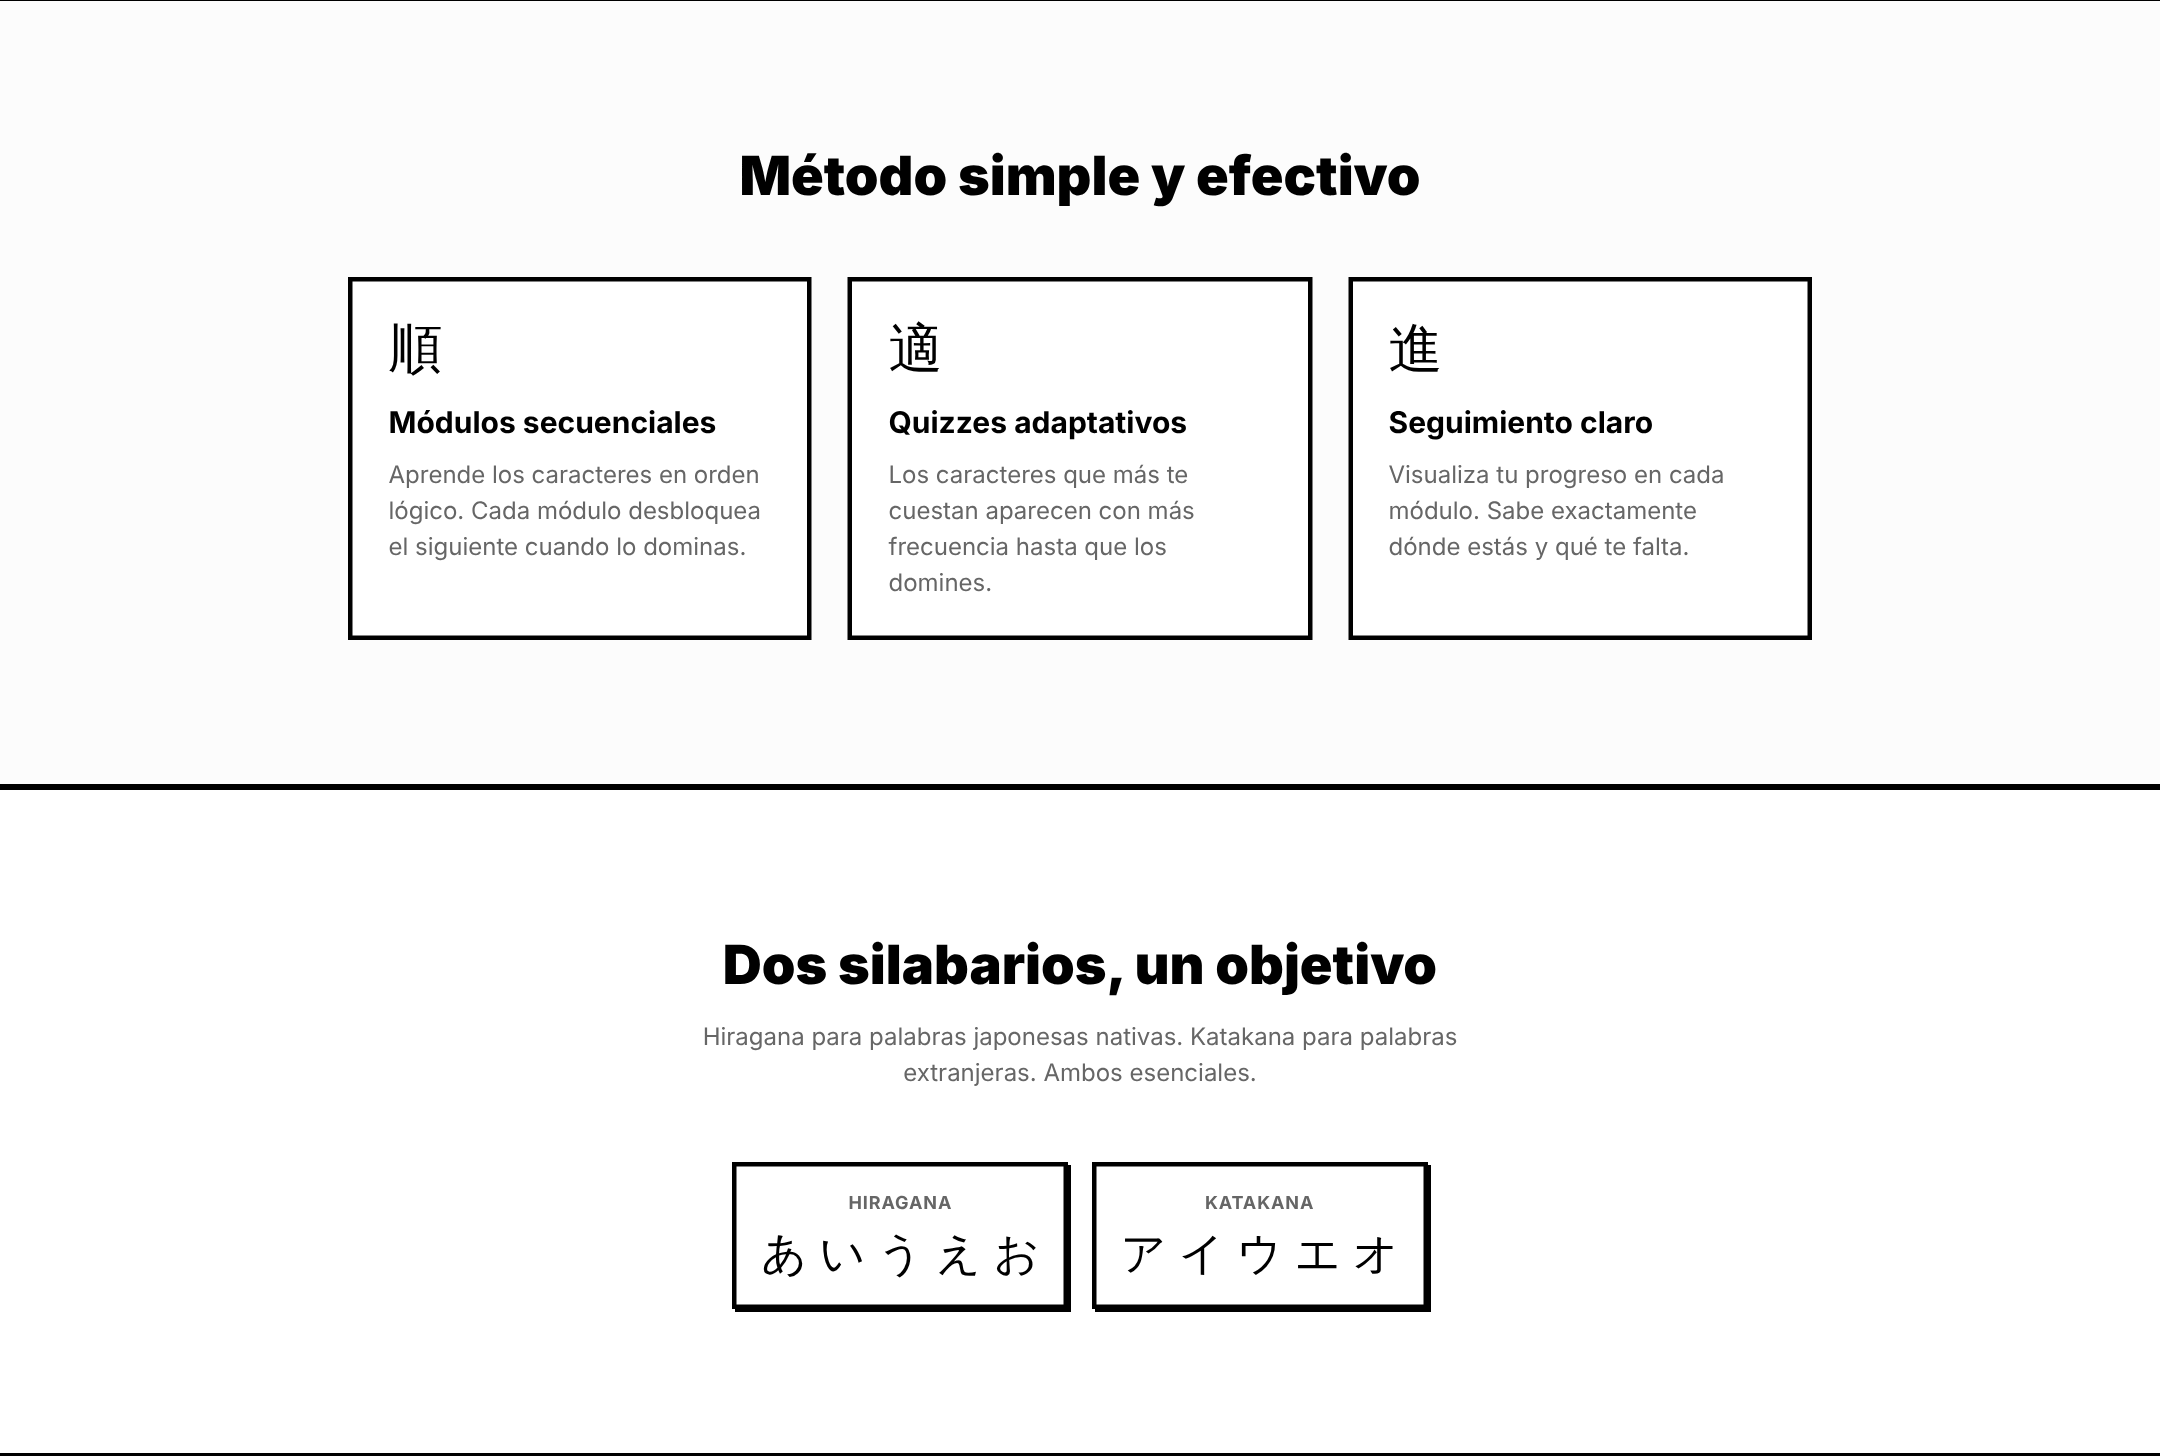 Método simple y efectivo
順
Módulos secuenciales
Aprende los caracteres en orden
lógico. Cada módulo desbloquea
el siguiente cuando lo dominas.
適
Quizzes adaptativos
Los caracteres que más te
cuestan aparecen con más
frecuencia hasta que los
domines.
進
Seguimiento claro
Visualiza tu progreso en cada
módulo. Sabe exactamente
dónde estás y qué te falta.
Dos silabarios, un objetivo
Hiragana para palabras japonesas nativas. Katakana para palabras
extranjeras. Ambos esenciales.
HIRAGANA
あ い う え お
KATAKANA
ア イ ウ エ オ